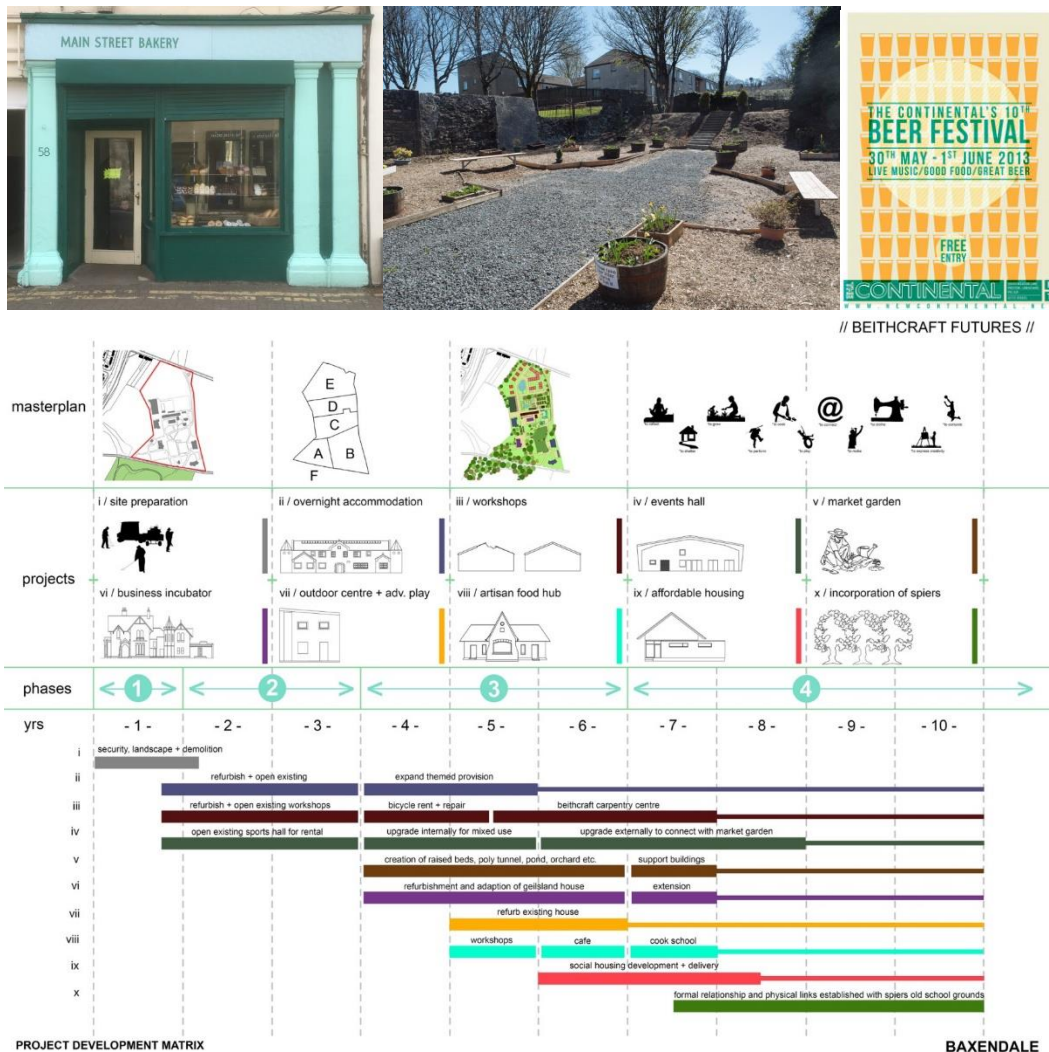 MAIN STREET BAKERY
58
THE CONTINENTAL'S 10TH
BEER FESTIVAL
30TH MAY - 1ST JUNE 2013
LIVE MUSIC/GOOD FOOD/GREAT BEER
FREE
ENTRY
CONTINENTAL
WWW.NEWCONTINENTAL.NE
// BEITHCRAFT FUTURES //
masterplan
E
D
C
A B
F
@
projects
i / site preparation
ii / overnight accommodation
iii / workshops
iv / events hall
v / market garden
vi / business incubator
vii / outdoor centre + adv. play
viii / artisan food hub
ix / affordable housing
x / incorporation of spiers
phases
1 2 3 4
yrs
- 1 - - 2 - - 3 - - 4 - - 5 - - 6 - - 7 - - 8 - - 9 - - 10 -
i
security, landscape + demolition
ii
refurbish + open existing
expand themed provision
iii
refurbish + open existing workshops
bicycle rent + repair
beithcraft carpentry centre
iv
open existing sports hall for rental
upgrade internally for mixed use
upgrade externally to connect with market garden
v
creation of raised beds, poly tunnel, pond, orchard etc.
support buildings
vi
refurbishment and adaption of geilsland house
extension
vii
refurb existing house
viii
workshops
cafe
cook school
ix
social housing development + delivery
x
formal relationship and physical links established with spiers old school grounds
PROJECT DEVELOPMENT MATRIX
BAXENDALE